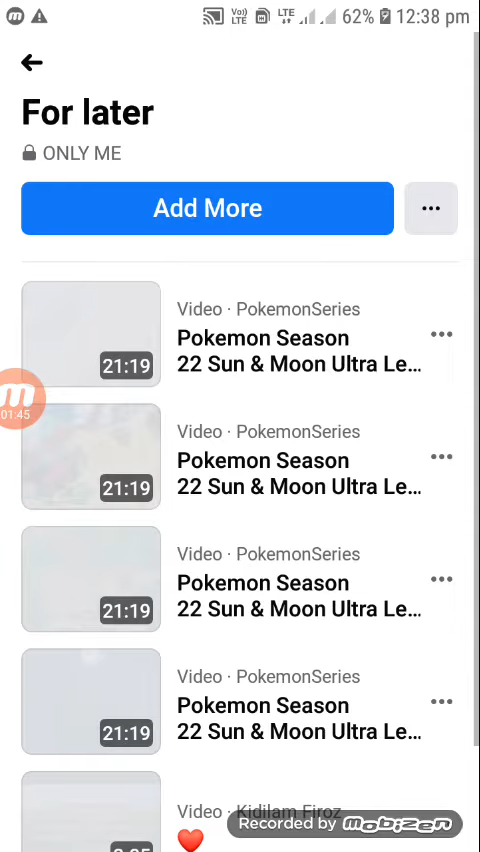 Vo) LTE LTE 62% 12:38 pm
For later
ONLY ME
Add More
Video · PokemonSeries
Pokemon Season
22 Sun & Moon Ultra Le...
21:19
01:45
Video · PokemonSeries
Pokemon Season
22 Sun & Moon Ultra Le...
21:19
Video · PokemonSeries
Pokemon Season
22 Sun & Moon Ultra Le...
21:19
Video · PokemonSeries
Pokemon Season
22 Sun & Moon Ultra Le...
21:19
Video · Kidilam Firoz
Recorded by mobizen